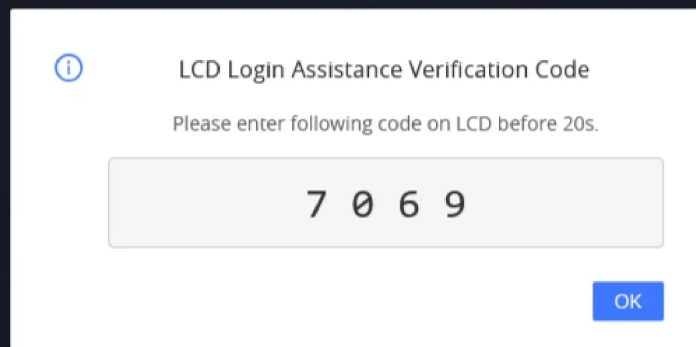 LCD Login Assistance Verification Code
Please enter following code on LCD before 20s.
7 0 6 9
OK